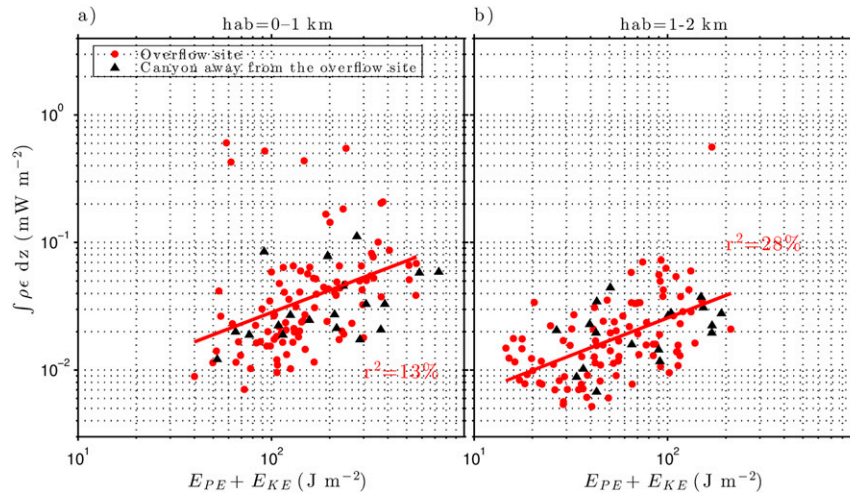 a)
hab=0–1 km
b)
hab=1-2 km
Overflow site
Canyon away from the overflow site
10⁰
10⁻¹
10⁻²
∫ ρϵ dz (mW m⁻²)
r²=13%
r²=28%
10¹
10²
10¹
10²
E_PE + E_KE (J m⁻²)
E_PE + E_KE (J m⁻²)